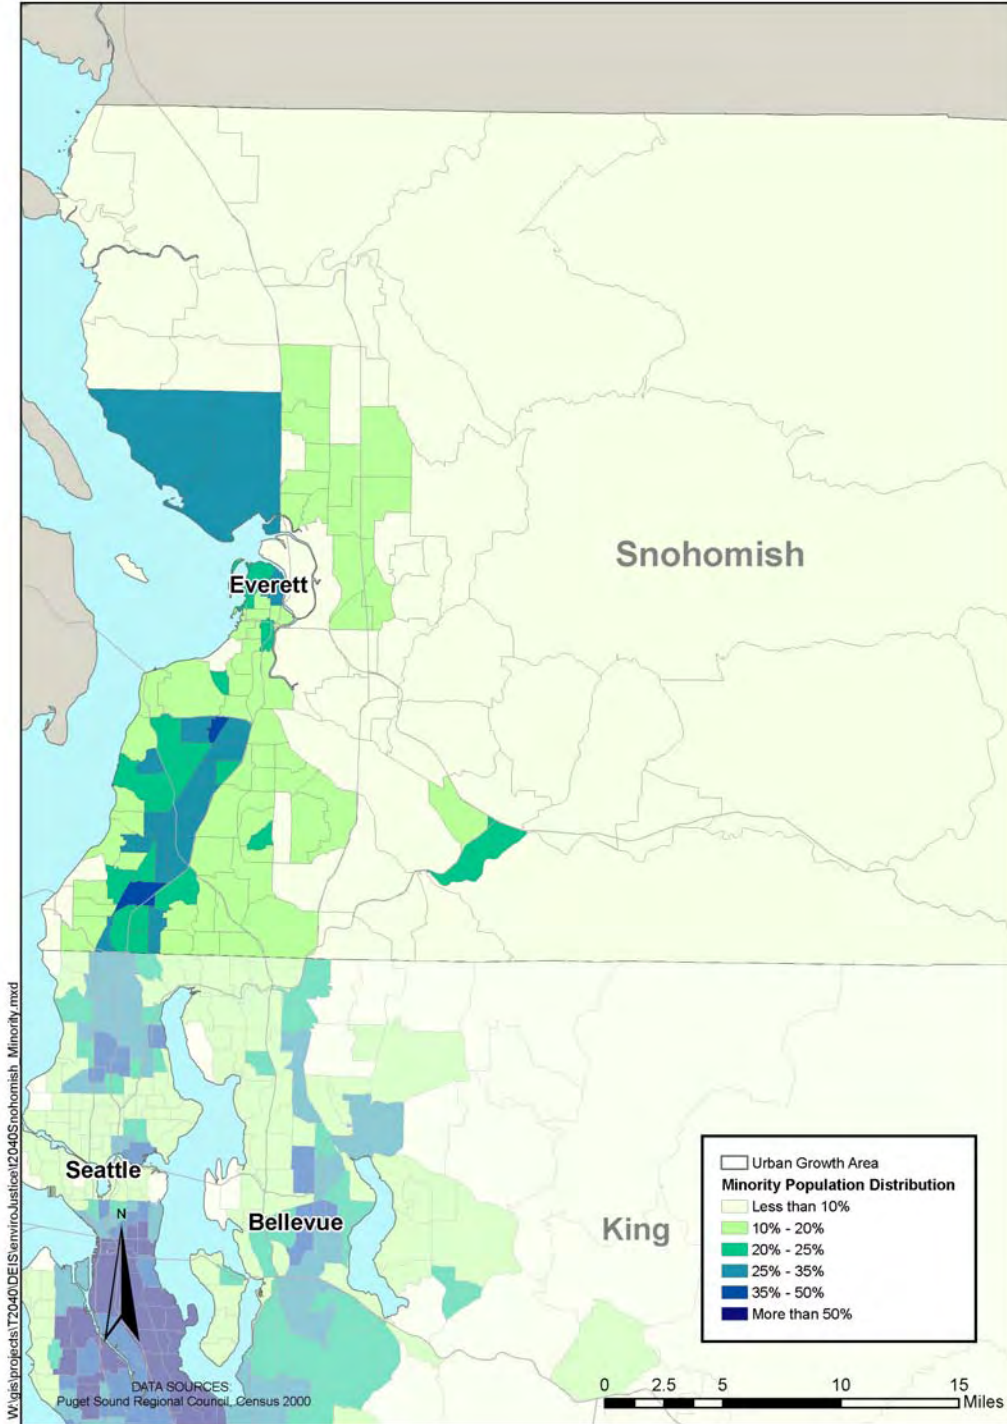 Snohomish
Everett
Seattle
N
Bellevue
King
Urban Growth Area
Minority Population Distribution
Less than 10%
10% - 20%
20% - 25%
25% - 35%
35% - 50%
More than 50%
DATA SOURCES:
Puget Sound Regional Council, Census 2000
0 2.5 5 10 15
Miles
W:\gis\projects\T2040\DEIS\enviroJustice\t2040Snohomish_Minority.mxd